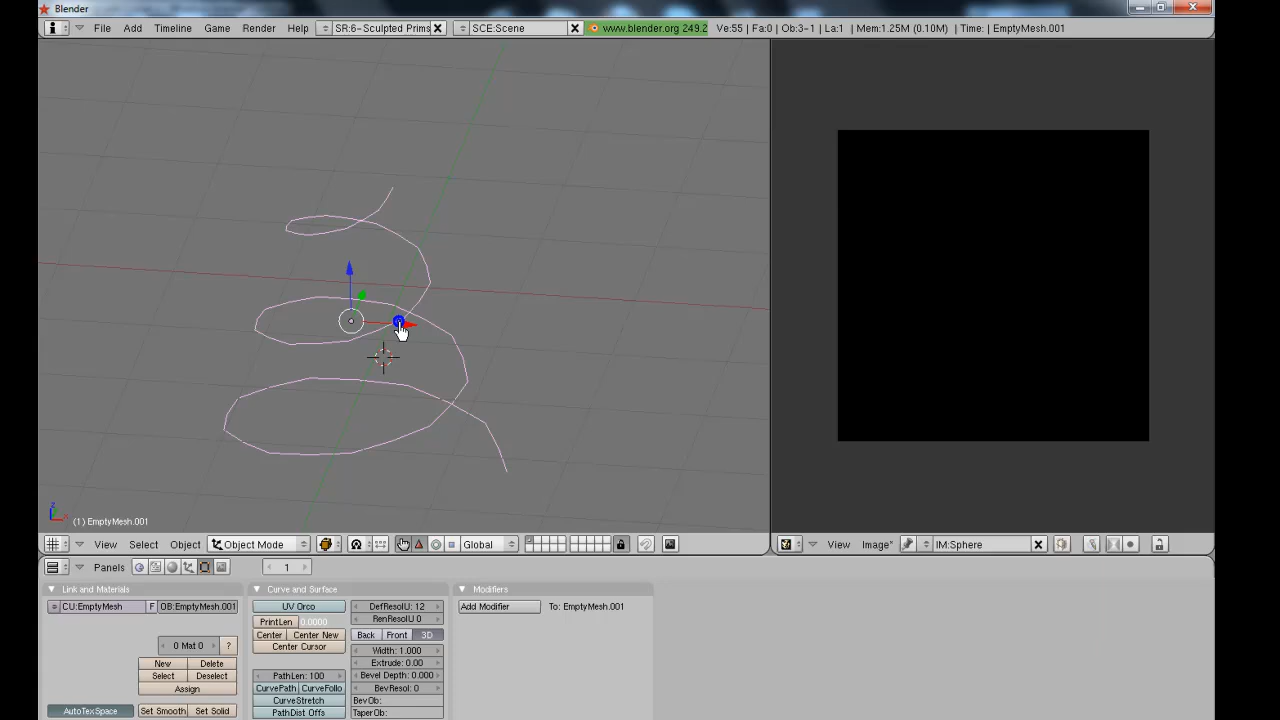 Blender
File Add Timeline Game Render Help SR:6-Sculpted Prims SCE:Scene www.blender.org 249.2 Ve:55 | Fa:0 | Ob:3-1 | La:1 | Mem:1.25M (0.10M) | Time: | EmptyMesh.001
(1) EmptyMesh.001
View Select Object Object Mode Global
View Image* IM:Sphere
Panels 1
Link and Materials
CU:EmptyMesh F OB:EmptyMesh.001
0 Mat 0 ?
New Delete
Select Deselect
Assign
AutoTexSpace Set Smooth Set Solid
Curve and Surface
UV Orco
PrintLen 0.0000
Center Center New
Center Cursor
PathLen: 100
CurvePath CurveFollo
CurveStretch
PathDist Offs
DefResolU: 12
RenResolU 0
Back Front 3D
Width: 1.000
Extrude: 0.00
Bevel Depth: 0.000
BevResol: 0
BevOb:
TaperOb:
Modifiers
Add Modifier To: EmptyMesh.001